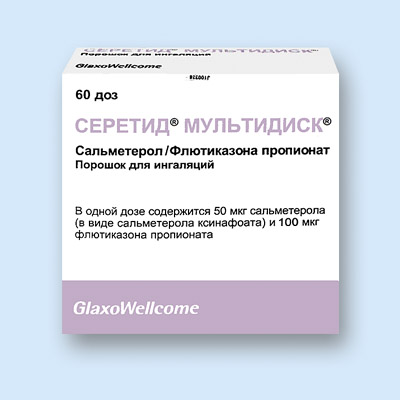 СЕРЕТИД® МУЛЬТИДИСК®
Порошок для ингаляций
GlaxoWellcome
60 доз
СЕРЕТИД® МУЛЬТИДИСК®
Сальметерол/Флютиказона пропионат
Порошок для ингаляций
В одной дозе содержится 50 мкг сальметерола
(в виде сальметерола ксинафоата) и 100 мкг
флютиказона пропионата
GlaxoWellcome